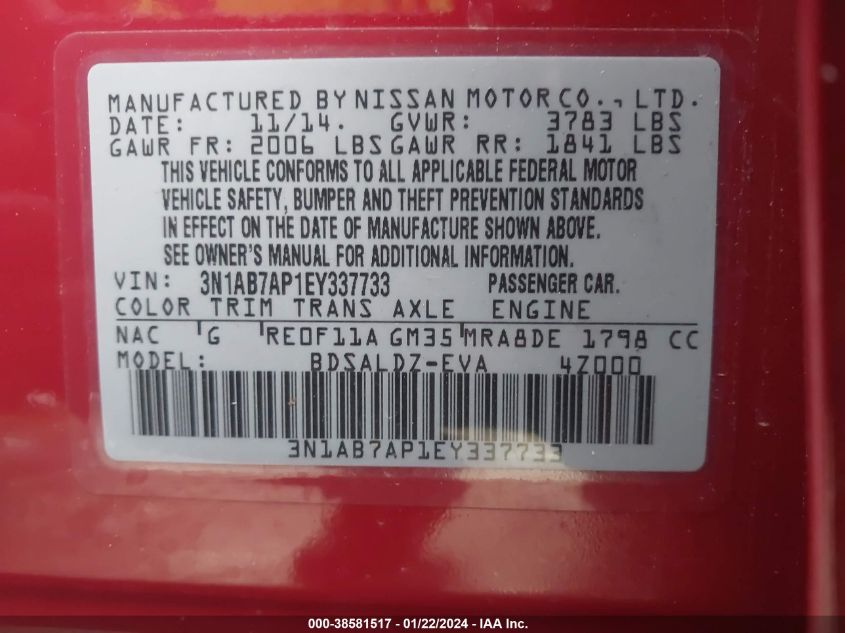 MANUFACTURED BY NISSAN MOTOR CO., LTD.
DATE: 11/14. GVWR: 3783 LBS
GAWR FR: 2006 LBS GAWR RR: 1841 LBS
THIS VEHICLE CONFORMS TO ALL APPLICABLE FEDERAL MOTOR
VEHICLE SAFETY, BUMPER AND THEFT PREVENTION STANDARDS
IN EFFECT ON THE DATE OF MANUFACTURE SHOWN ABOVE.
SEE OWNER'S MANUAL FOR ADDITIONAL INFORMATION.
VIN: 3N1AB7AP1EY337733 PASSENGER CAR.
COLOR TRIM TRANS AXLE ENGINE
NAC G RE0F11A GM35 MRA8DE 1798 CC
MODEL: BDSALDZ-EVA 4Z000
3N1AB7AP1EY337733
000-38581517 - 01/22/2024 - IAA Inc.